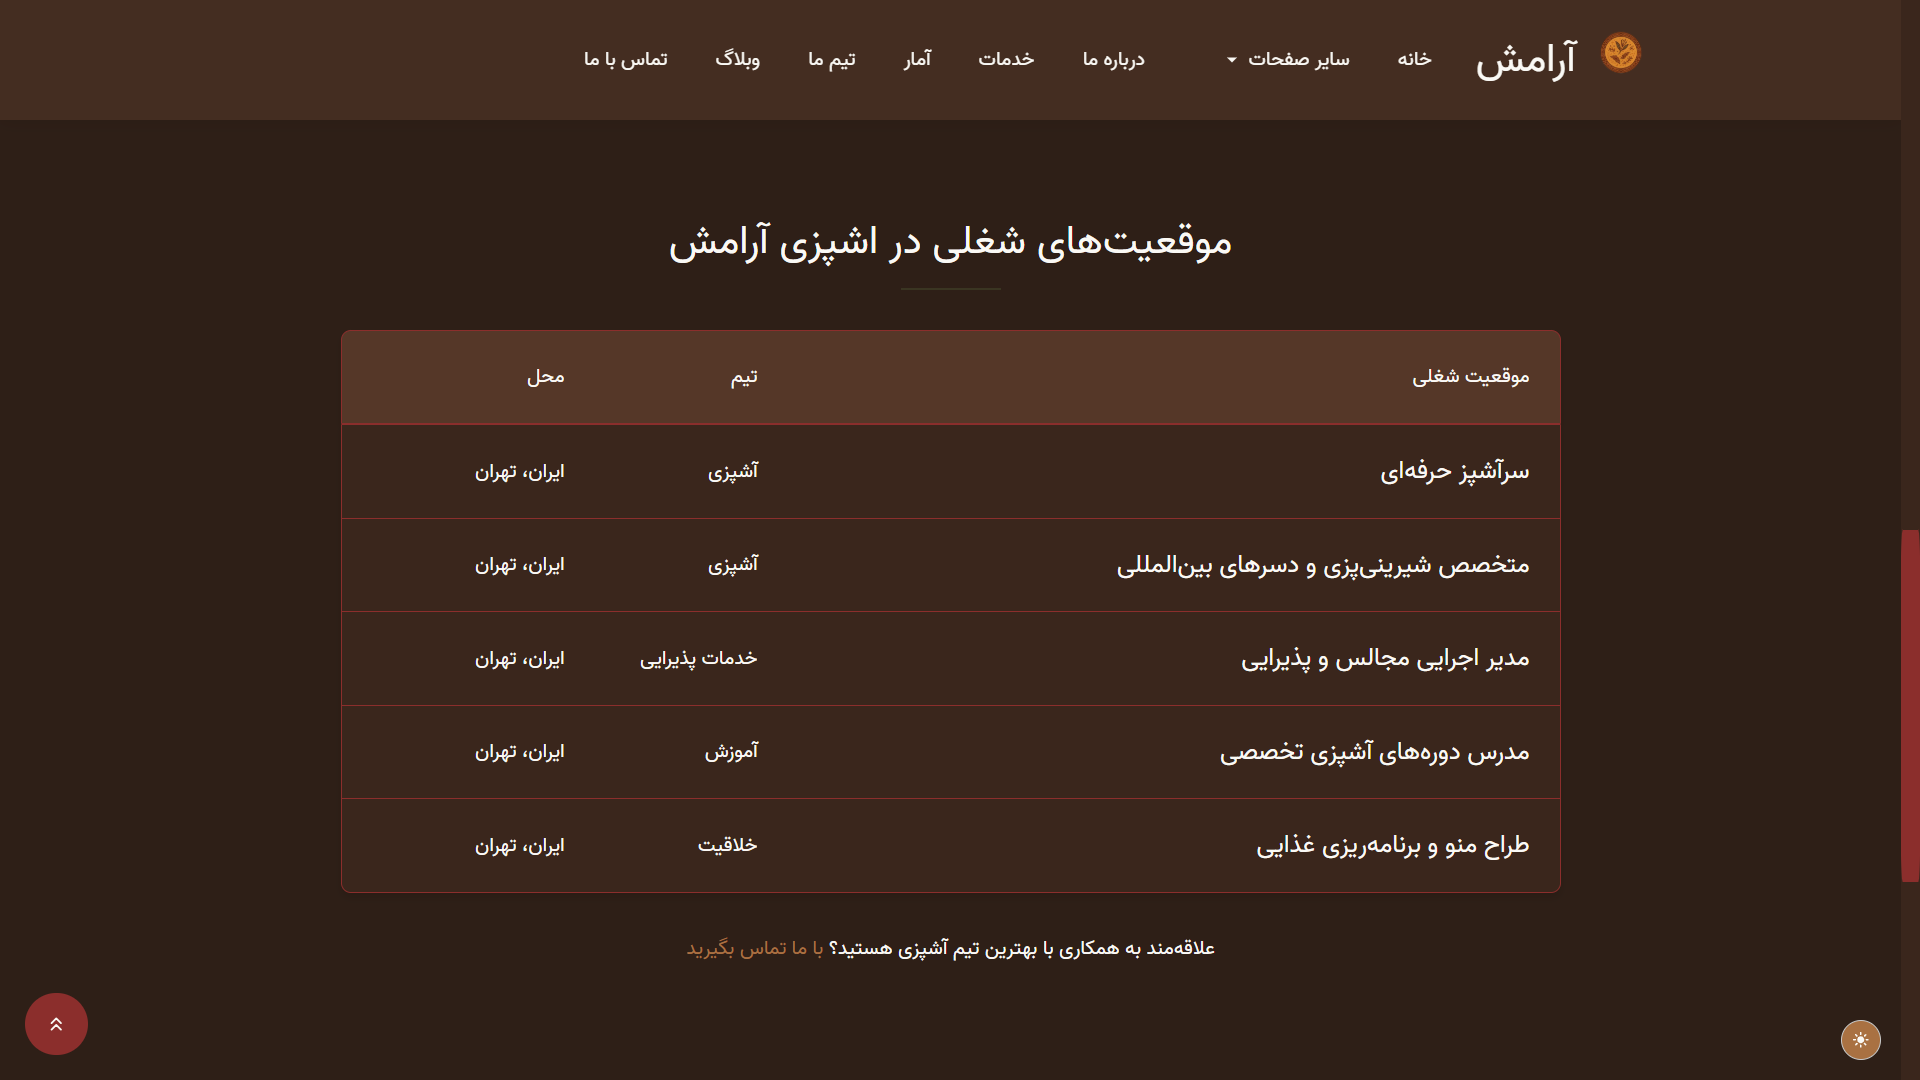 آرامش
خانه سایر صفحات درباره ما خدمات آمار تیم ما وبلاگ تماس با ما
موقعیت‌های شغلی در اشپزی آرامش
موقعیت شغلی تیم محل
سرآشپز حرفه‌ای آشپزی ایران، تهران
متخصص شیرینی‌پزی و دسرهای بین‌المللی آشپزی ایران، تهران
مدیر اجرایی مجالس و پذیرایی خدمات پذیرایی ایران، تهران
مدرس دوره‌های آشپزی تخصصی آموزش ایران، تهران
طراح منو و برنامه‌ریزی غذایی خلاقیت ایران، تهران
علاقه‌مند به همکاری با بهترین تیم آشپزی هستید؟ با ما تماس بگیرید